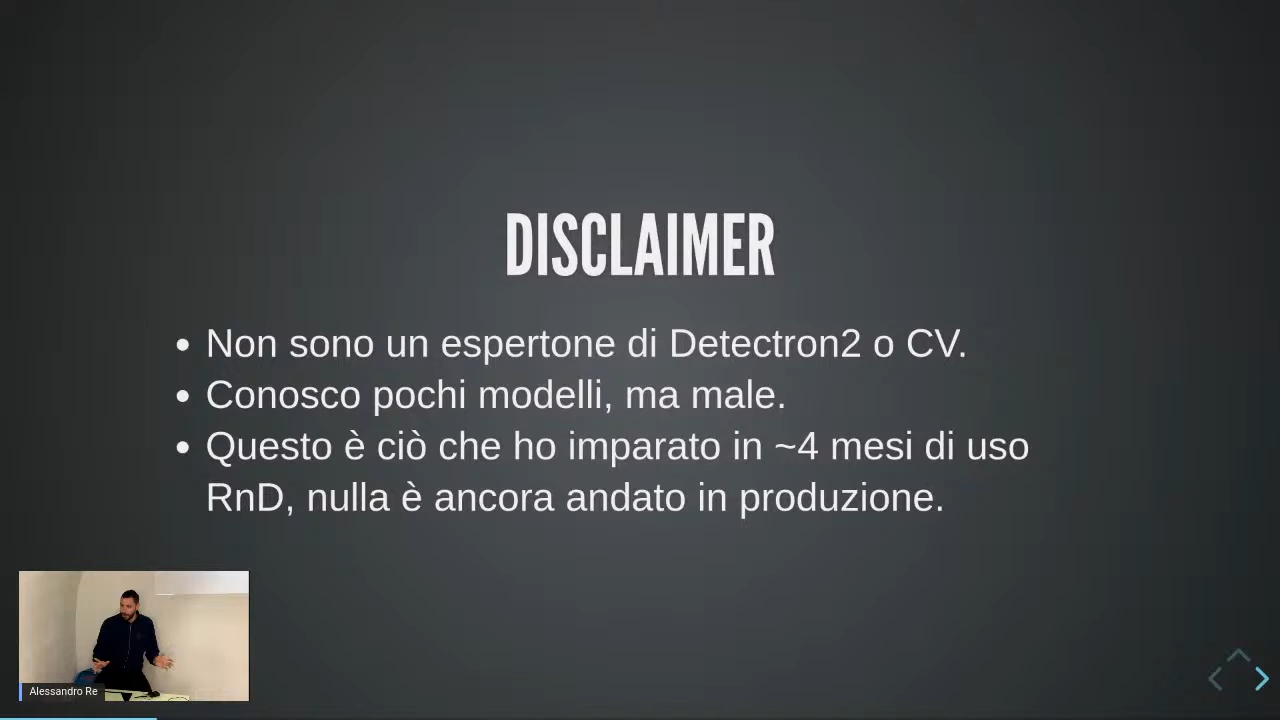 DISCLAIMER
• Non sono un espertone di Detectron2 o CV.
• Conosco pochi modelli, ma male.
• Questo è ciò che ho imparato in ~4 mesi di uso
RnD, nulla è ancora andato in produzione.
Alessandro Re